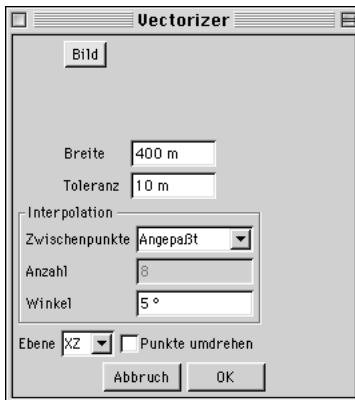 Vectorizer
Bild
Breite 400 m
Toleranz 10 m
Interpolation
Zwischenpunkte Angepaßt
Anzahl 8
Winkel 5 °
Ebene XZ Punkte umdrehen
Abbruch OK